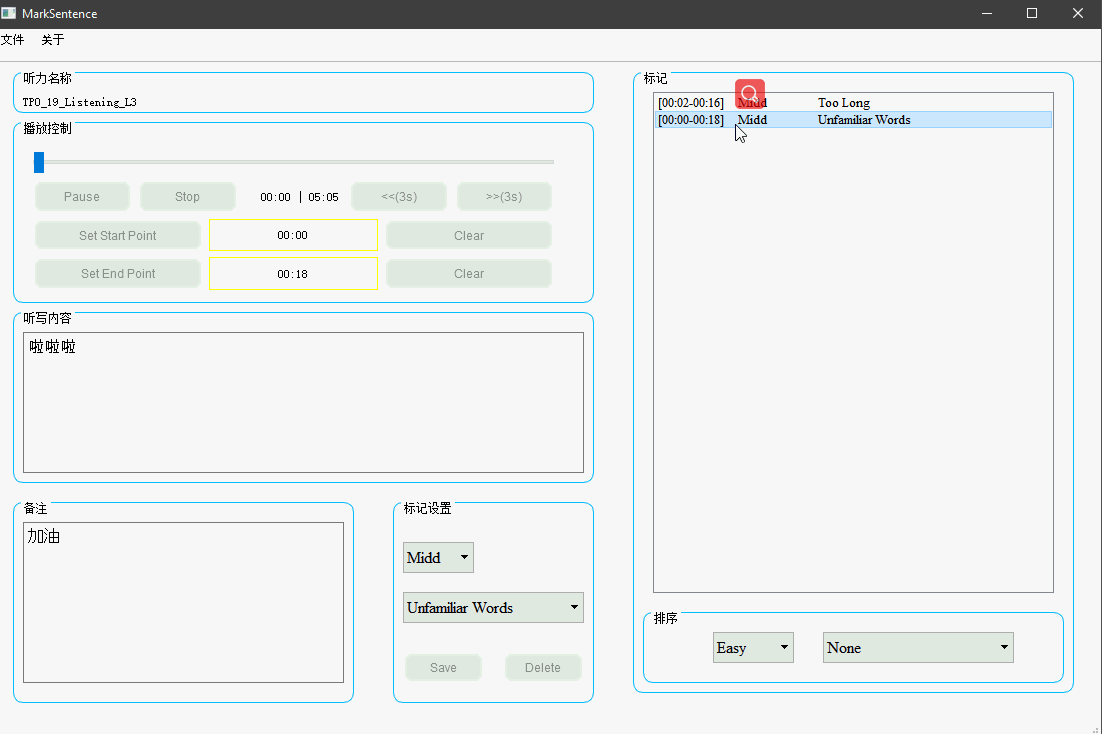 MarkSentence
文件 关于
听力名称
TPO_19_Listening_L3
播放控制
Pause Stop 00:00 | 05:05 <<(3s) >>(3s)
Set Start Point 00:00 Clear
Set End Point 00:18 Clear
听写内容
啦啦啦
备注
加油
标记设置
Midd
Unfamiliar Words
Save Delete
标记
[00:02-00:16] Midd Too Long
[00:00-00:18] Midd Unfamiliar Words
排序
Easy None